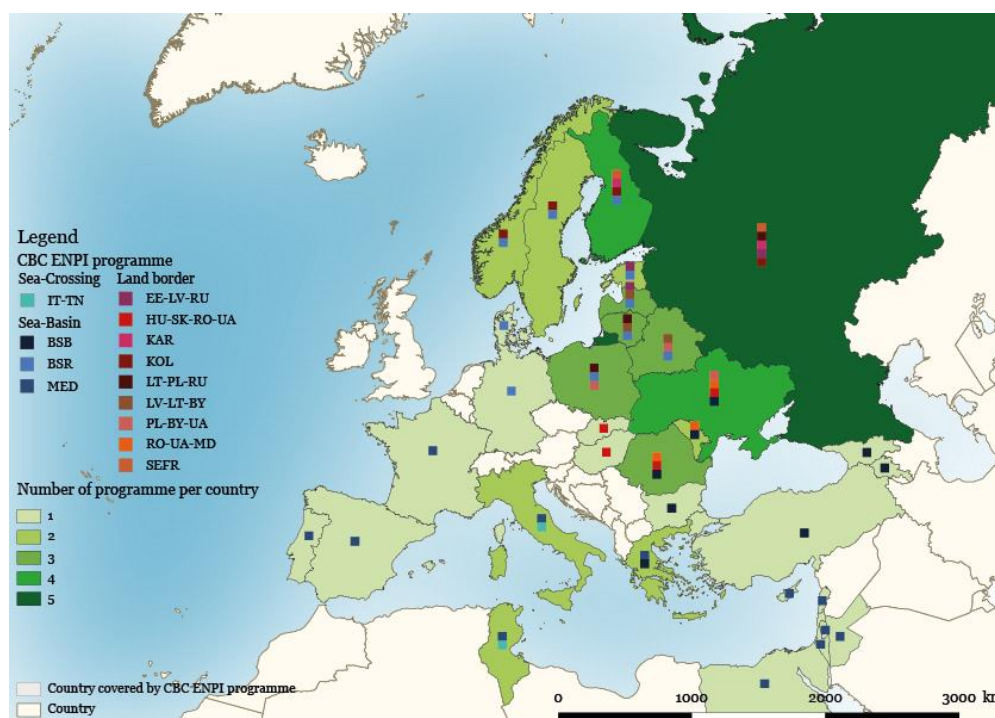 Legend
CBC ENPI programme
Sea-Crossing Land border
IT-TN EE-LV-RU
HU-SK-RO-UA
Sea-Basin KAR
BSB KOL
BSR LT-PL-RU
MED LV-LT-BY
PL-BY-UA
RO-UA-MD
SEFR
Number of programme per country
1
2
3
4
5
Country covered by CBC ENPI programme
Country
0 1000 2000 3000 km